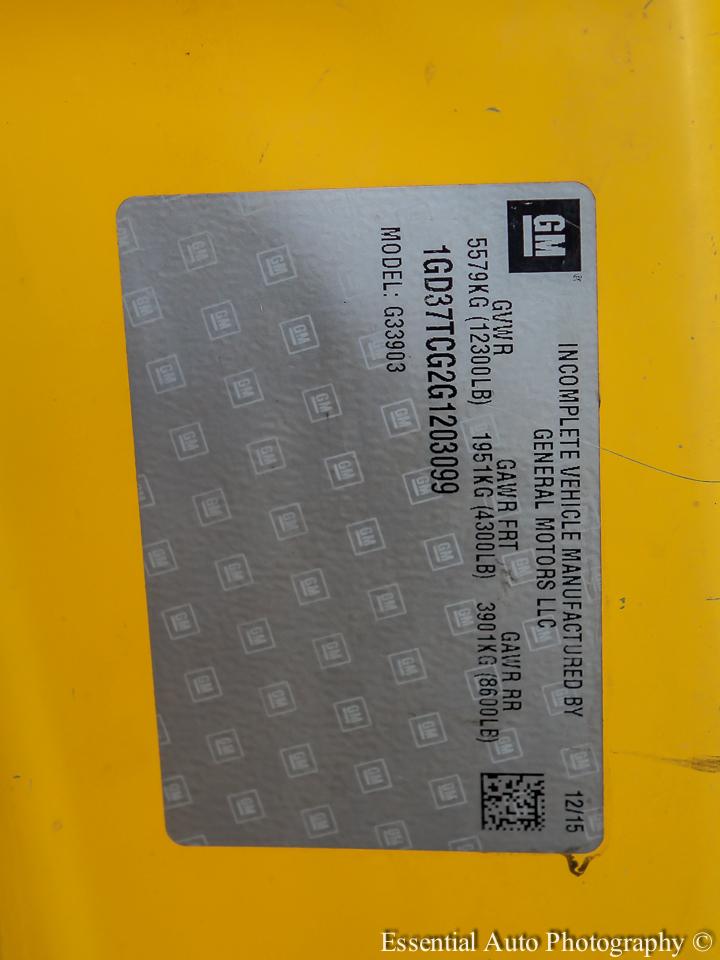 GM
INCOMPLETE VEHICLE MANUFACTURED BY 12/15
GENERAL MOTORS LLC
GVWR GAWR FRT GAWR RR
5579KG (12300LB) 1951KG (4300LB) 3901KG (8600LB)
1GD37TCG2G1203099
MODEL: G33903
Essential Auto Photography ©